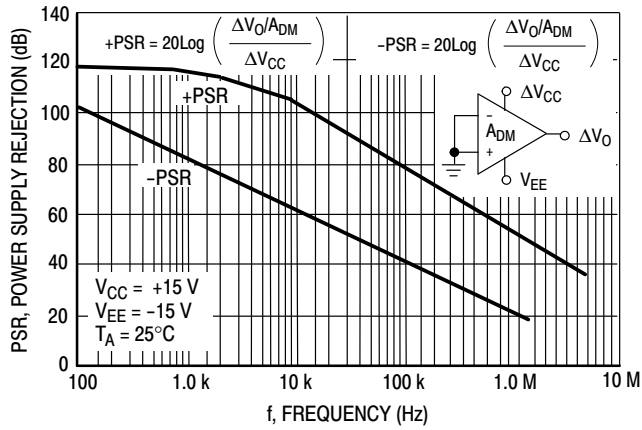 PSR, POWER SUPPLY REJECTION (dB)
140
120
100
80
60
40
20
0
+PSR = 20Log ( ΔVO/ADM / ΔVCC )
−PSR = 20Log ( ΔVO/ADM / ΔVCC )
+PSR
−PSR
ΔVCC
−
ADM
+
ΔVO
VEE
VCC = +15 V
VEE = −15 V
TA = 25°C
100
1.0 k
10 k
100 k
1.0 M
10 M
f, FREQUENCY (Hz)